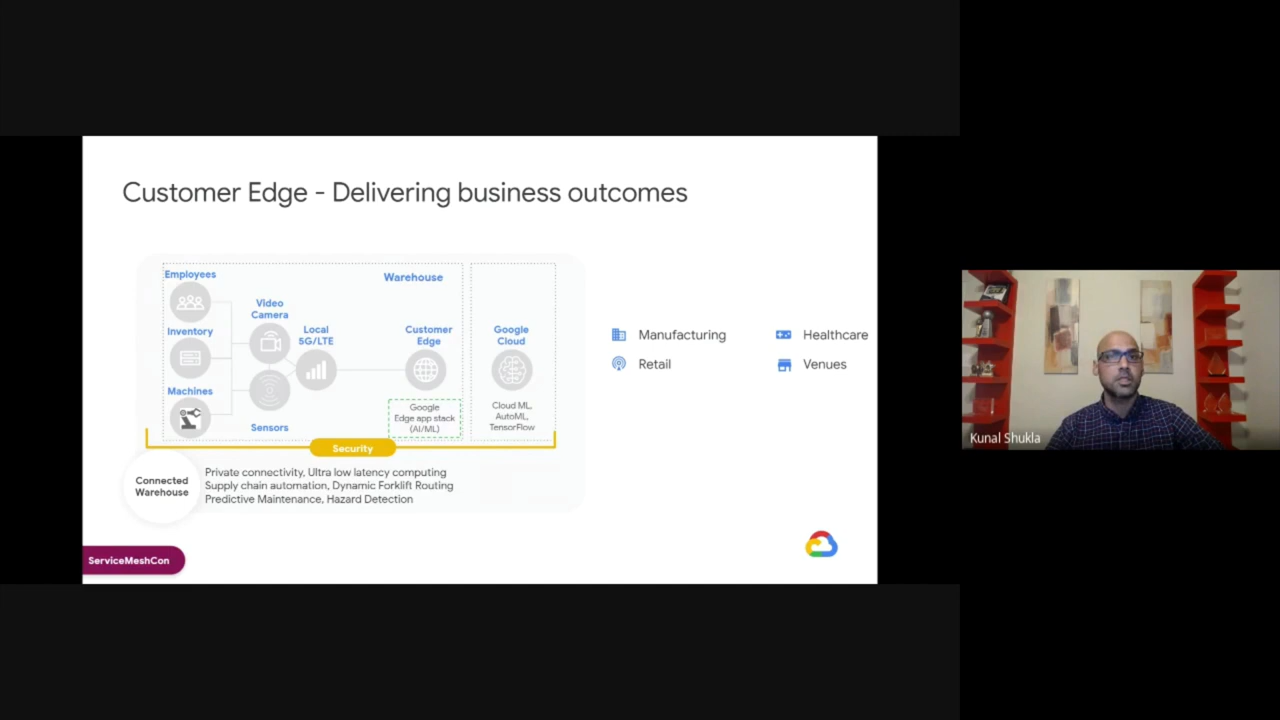 Customer Edge - Delivering business outcomes
Employees
Warehouse
Video
Camera
Inventory
Local
5G/LTE
Customer
Edge
Google
Cloud
Machines
Sensors
Google
Edge app stack
(AI/ML)
Cloud ML,
AutoML,
TensorFlow
Security
Connected
Warehouse
Private connectivity, Ultra low latency computing
Supply chain automation, Dynamic Forklift Routing
Predictive Maintenance, Hazard Detection
Manufacturing
Healthcare
Retail
Venues
ServiceMeshCon
Kunal Shukla